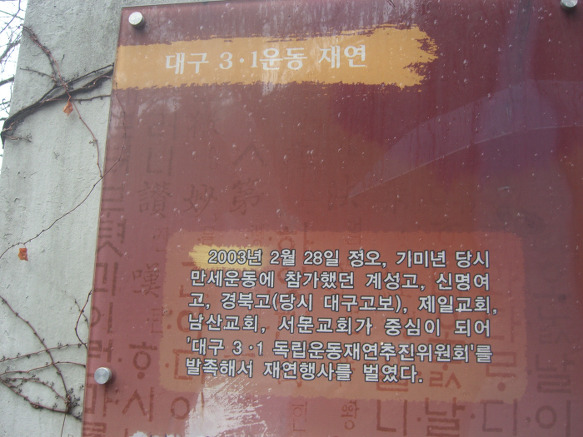 대구 3·1운동 재연
2003년 2월 28일 정오, 기미년 당시
만세운동에 참가했던 계성고, 신명여
고, 경북고(당시 대구고보), 제일교회,
남산교회, 서문교회가 중심이 되어
'대구 3·1 독립운동재연추진위원회'를
발족해서 재연행사를 벌였다.